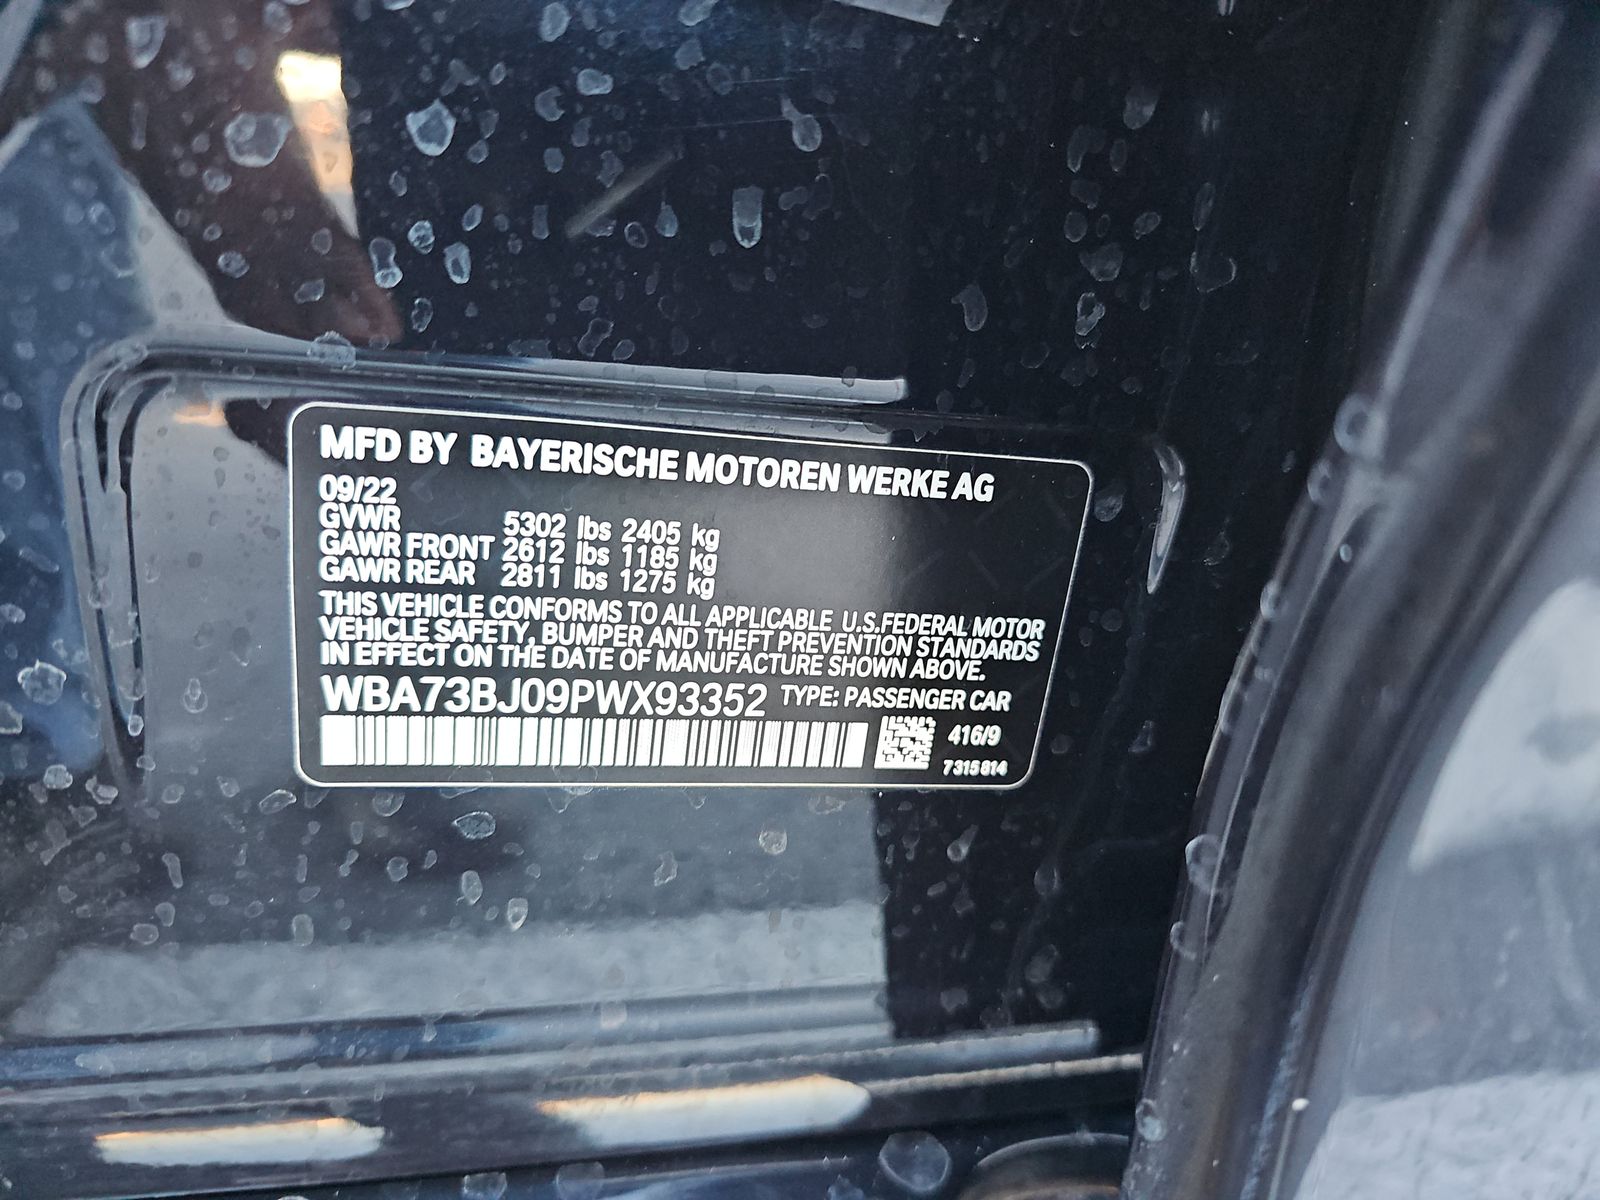 MFD BY BAYERISCHE MOTOREN WERKE AG
09/22
GVWR 5302 lbs 2405 kg
GAWR FRONT 2612 lbs 1185 kg
GAWR REAR 2811 lbs 1275 kg
THIS VEHICLE CONFORMS TO ALL APPLICABLE U.S.FEDERAL MOTOR
VEHICLE SAFETY, BUMPER AND THEFT PREVENTION STANDARDS
IN EFFECT ON THE DATE OF MANUFACTURE SHOWN ABOVE.
WBA73BJ09PWX93352 TYPE: PASSENGER CAR
416/9
7315814